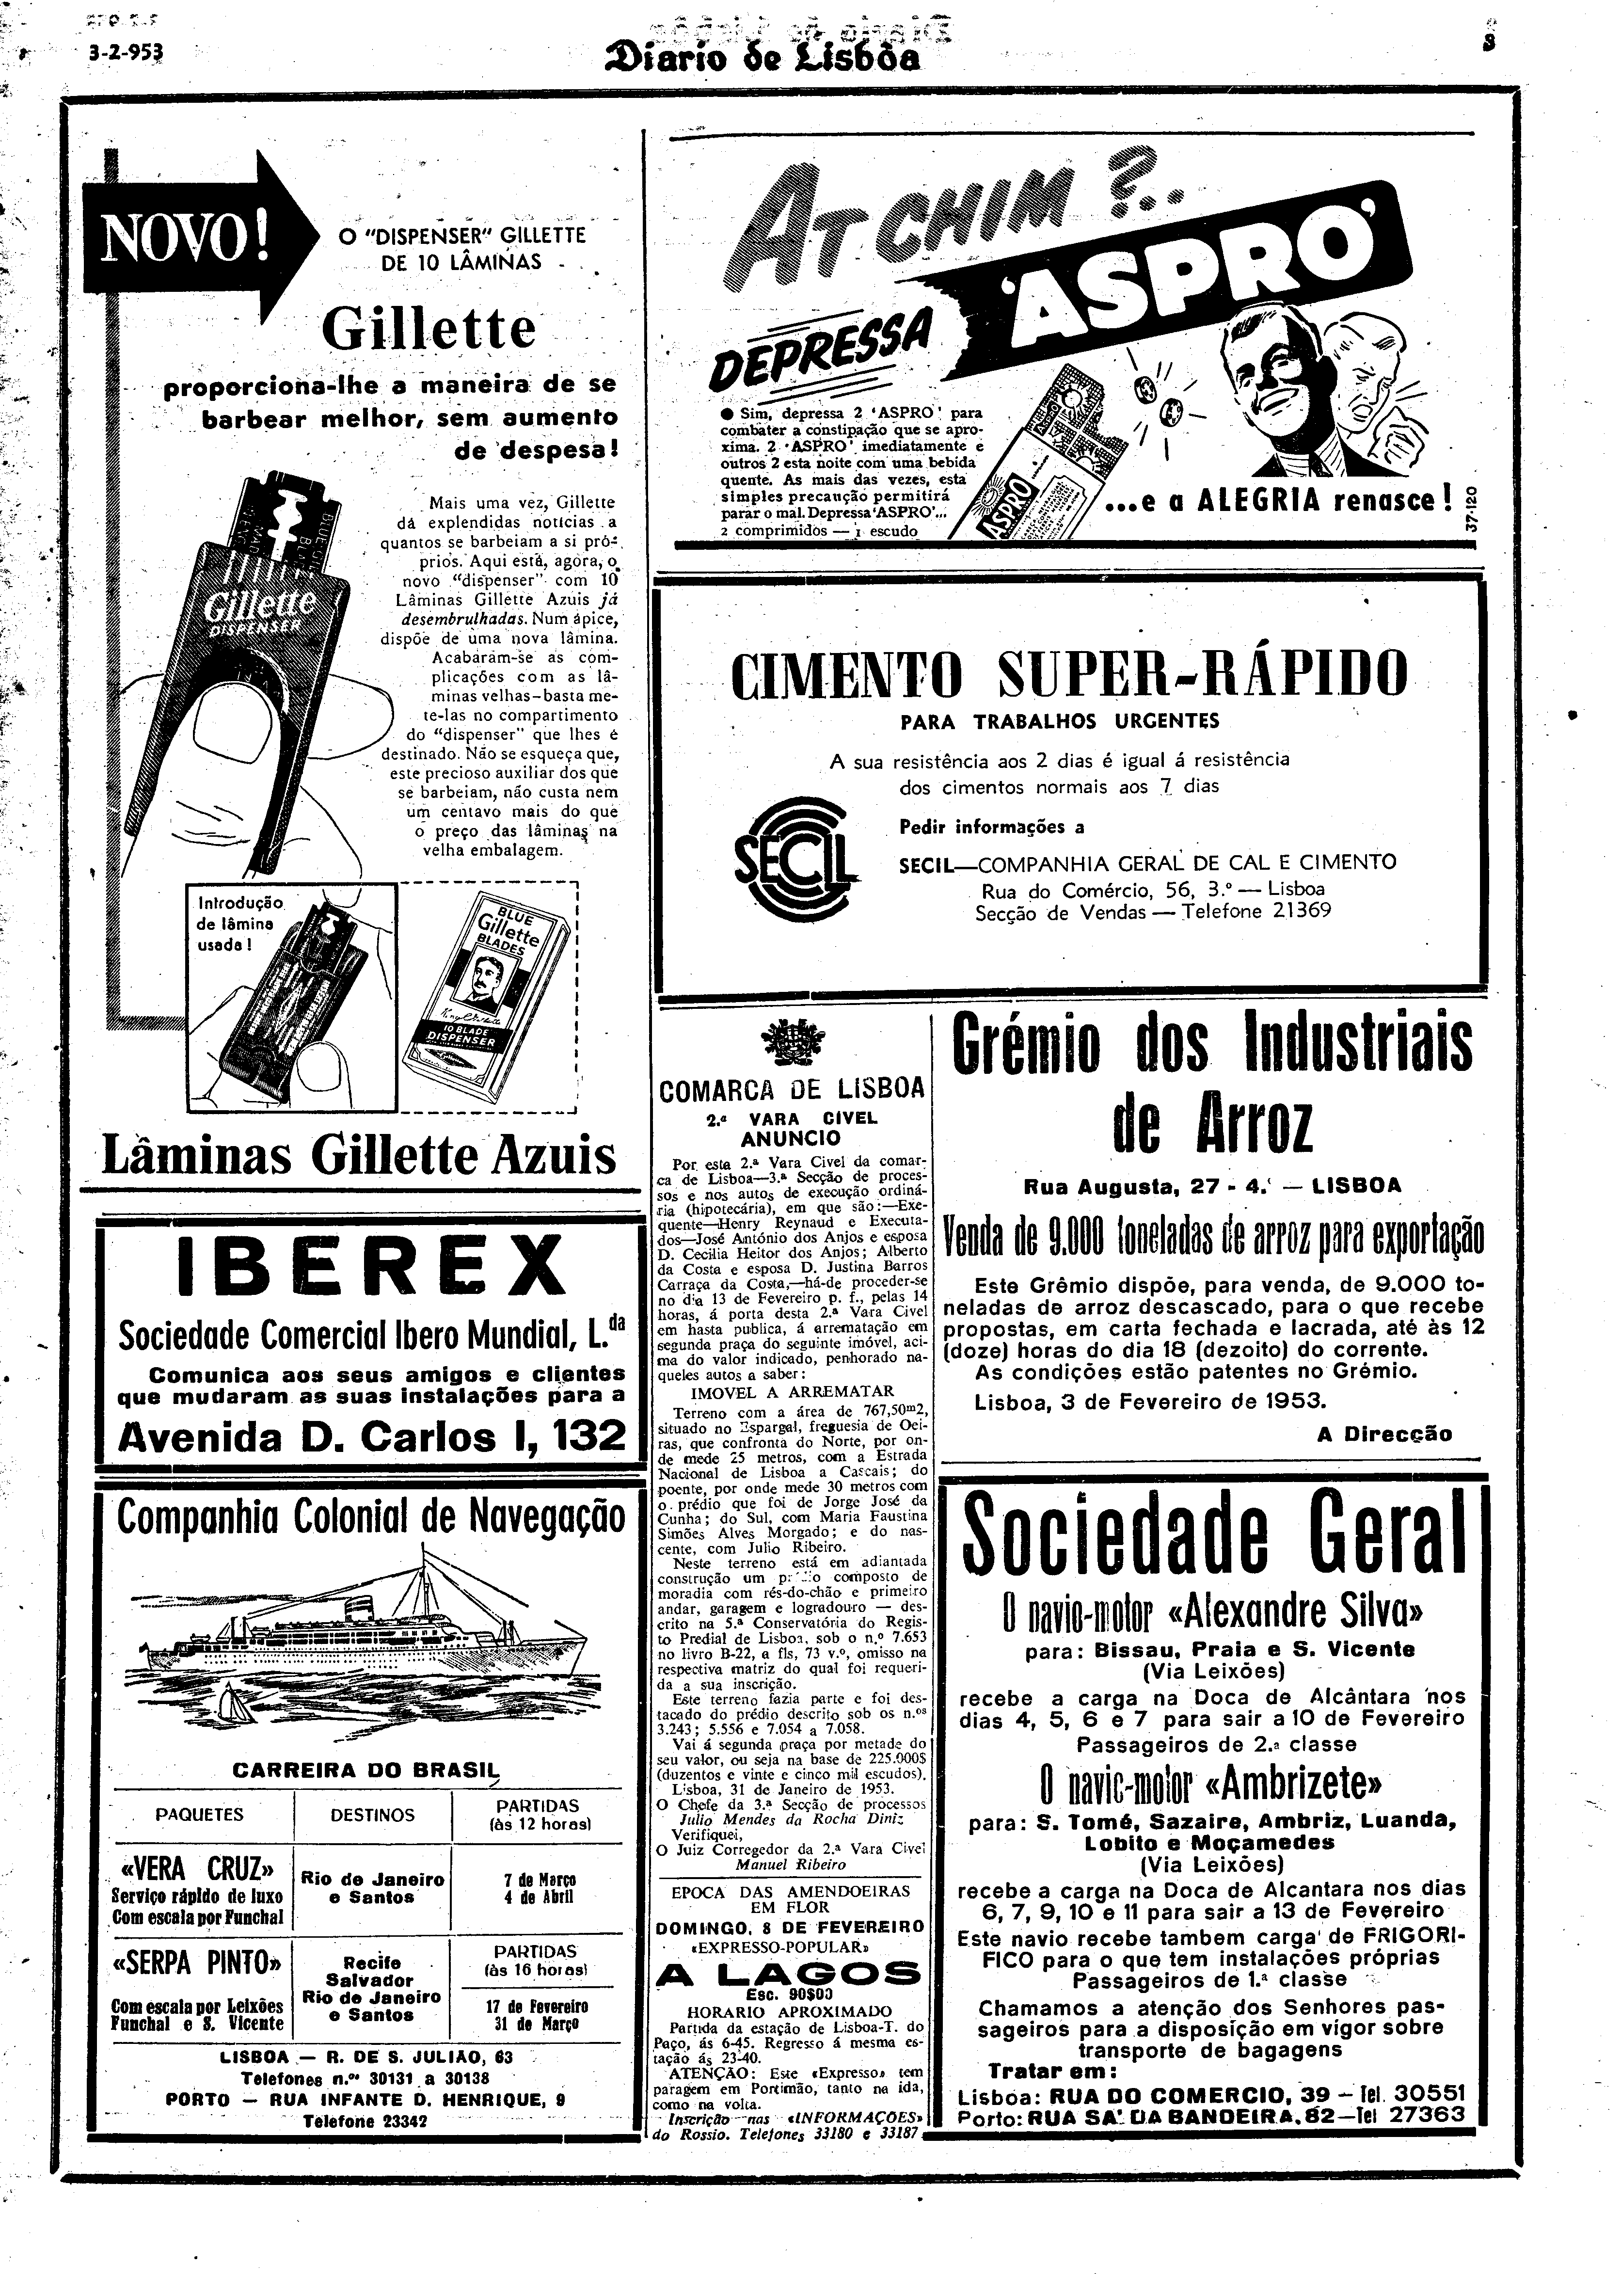 3-2-953
Diario de Lisbôa
3
NOVO!
O "DISPENSER" GILLETTE
DE 10 LÂMINAS
Gillette
proporciona-lhe a maneira de se
barbear melhor, sem aumento
de despesa!
Mais uma vez, Gillette
dá explendidas notícias a
quantos se barbeiam a si pró-
prios. Aqui está, agora, o
novo "dispenser" com 10
Lâminas Gillette Azuis já
desembrulhadas. Num ápice,
dispõe de uma nova lâmina.
Acabaram-se as com-
plicações com as lâ-
minas velhas-basta me-
te-las no compartimento
do "dispenser" que lhes é
destinado. Não se esqueça que,
este precioso auxiliar dos que
se barbeiam, não custa nem
um centavo mais do que
o preço das lâminas na
velha embalagem.
Gillette
DISPENSER
Introdução
de lâmina
usada!
BLUE
Gillette
BLADES
10 BLADE
DISPENSER
Lâminas Gillette Azuis
IBEREX
Sociedade Comercial Ibero Mundial, L.da
Comunica aos seus amigos e clientes
que mudaram as suas instalações para a
Avenida D. Carlos I, 132
Companhia Colonial de Navegação
CARREIRA DO BRASIL
PAQUETES
DESTINOS
PARTIDAS
(às 12 horas)
«VERA CRUZ»
Serviço rápido de luxo
Com escala por Funchal
Rio de Janeiro
e Santos
7 de Março
4 de Abril
«SERPA PINTO»
Com escala por Leixões
Funchal e S. Vicente
Recife
Salvador
Rio de Janeiro
e Santos
PARTIDAS
(às 16 horas)
17 de Fevereiro
31 de Março
LISBOA — R. DE S. JULIÃO, 63
Telefones n.os 30131 a 30138
PORTO — RUA INFANTE D. HENRIQUE, 9
Telefone 23342
ATCHIM?..
'ASPRO'
DEPRESSA
● Sim, depressa 2 'ASPRO' para
combater a constipação que se apro-
xima. 2 'ASPRO' imediatamente e
outros 2 esta noite com uma bebida
quente. As mais das vezes, esta
simples precaução permitirá
parar o mal. Depressa 'ASPRO'...
2 comprimidos — 1 escudo
ASPRO
...e a ALEGRIA renasce!
37-120
CIMENTO SUPER-RÁPIDO
PARA TRABALHOS URGENTES
A sua resistência aos 2 dias é igual á resistência
dos cimentos normais aos 7 dias
SECIL
Pedir informações a
SECIL—COMPANHIA GERAL DE CAL E CIMENTO
Rua do Comércio, 56, 3.º — Lisboa
Secção de Vendas — Telefone 21369
COMARCA DE LISBOA
2.ª VARA CIVEL
ANUNCIO
Por esta 2.ª Vara Civel da comar-
ca de Lisboa—3.ª Secção de proces-
sos e nos autos de execução ordiná-
ria (hipotecária), em que são:—Exe-
quente—Henry Reynaud e Executa-
dos—José António dos Anjos e esposa
D. Cecilia Heitor dos Anjos; Alberto
da Costa e esposa D. Justina Barros
Carraça da Costa,—há-de proceder-se
no dia 13 de Fevereiro p. f., pelas 14
horas, á porta desta 2.ª Vara Civel
em hasta publica, á arrematação em
segunda praça do seguinte imóvel, aci-
ma do valor indicado, penhorado na-
queles autos a saber:
IMOVEL A ARREMATAR
Terreno com a área de 767,50m2,
situado no Espargal, freguesia de Oei-
ras, que confronta do Norte, por on-
de mede 25 metros, com a Estrada
Nacional de Lisboa a Cascais; do
poente, por onde mede 30 metros com
o prédio que foi de Jorge José da
Cunha; do Sul, com Maria Faustina
Simões Alves Morgado; e do nas-
cente, com Julio Ribeiro.
Neste terreno está em adiantada
construção um composto de
moradia com rés-do-chão e primeiro
andar, garagem e logradouro — des-
crito na 5.ª Conservatória do Regis-
to Predial de Lisboa, sob o n.º 7.653
no livro B-22, a fls, 73 v.º, omisso na
respectiva matriz do qual foi requeri-
da a sua inscrição.
Este terreno fazia parte e foi des-
tacado do prédio descrito sob os n.os
3.243; 5.556 e 7.054 a 7.058.
Vai á segunda praça por metade do
seu valor, ou seja na base de 225.000$
(duzentos e vinte e cinco mil escudos).
Lisboa, 31 de Janeiro de 1953.
O Chefe da 3.ª Secção de processos
Julio Mendes da Rocha Diniz
Verifiquei,
O Juiz Corregedor da 2.ª Vara Civel
Manuel Ribeiro
EPOCA DAS AMENDOEIRAS
EM FLOR
DOMINGO, 8 DE FEVEREIRO
«EXPRESSO-POPULAR»
A LAGOS
Esc. 90$00
HORARIO APROXIMADO
Partida da estação de Lisboa-T. do
Paço, ás 6-45. Regresso á mesma es-
tação ás 23-40.
ATENÇÃO: Este «Expresso» tem
paragem em Portimão, tanto na ida,
como na volta.
Inscrição nas «INFORMAÇÕES»
do Rossio. Telefones 33180 e 33187
Grémio dos Industriais
de Arroz
Rua Augusta, 27 - 4.º — LISBOA
Venda de 9.000 toneladas de arroz para exportação
Este Grêmio dispõe, para venda, de 9.000 to-
neladas de arroz descascado, para o que recebe
propostas, em carta fechada e lacrada, até às 12
(doze) horas do dia 18 (dezoito) do corrente.
As condições estão patentes no Grémio.
Lisboa, 3 de Fevereiro de 1953.
A Direcção
Sociedade Geral
O navio-motor «Alexandre Silva»
para: Bissau, Praia e S. Vicente
(Via Leixões)
recebe a carga na Doca de Alcântara nos
dias 4, 5, 6 e 7 para sair a 10 de Fevereiro
Passageiros de 2.ª classe
O navio-motor «Ambrizete»
para: S. Tomé, Sazaire, Ambriz, Luanda,
Lobito e Moçamedes
(Via Leixões)
recebe a carga na Doca de Alcantara nos dias
6, 7, 9, 10 e 11 para sair a 13 de Fevereiro
Este navio recebe tambem carga de FRIGORI-
FICO para o que tem instalações próprias
Passageiros de 1.ª classe
Chamamos a atenção dos Senhores pas-
sageiros para a disposição em vigor sobre
transporte de bagagens
Tratar em:
Lisboa: RUA DO COMERCIO, 39 — Tel. 30551
Porto: RUA SA' DA BANDEIRA, 82—Tel 27363